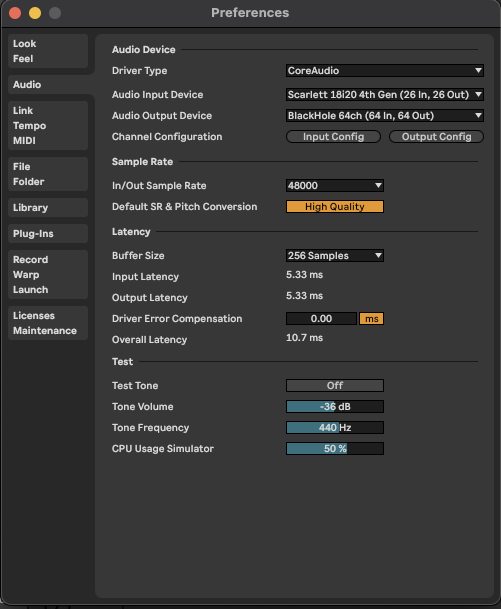 Preferences
Look
Feel
Audio
Link
Tempo
MIDI
File
Folder
Library
Plug-Ins
Record
Warp
Launch
Licenses
Maintenance
Audio Device
Driver Type CoreAudio
Audio Input Device Scarlett 18i20 4th Gen (26 In, 26 Out)
Audio Output Device BlackHole 64ch (64 In, 64 Out)
Channel Configuration Input Config Output Config
Sample Rate
In/Out Sample Rate 48000
Default SR & Pitch Conversion High Quality
Latency
Buffer Size 256 Samples
Input Latency 5.33 ms
Output Latency 5.33 ms
Driver Error Compensation 0.00 ms
Overall Latency 10.7 ms
Test
Test Tone Off
Tone Volume -36 dB
Tone Frequency 440 Hz
CPU Usage Simulator 50 %